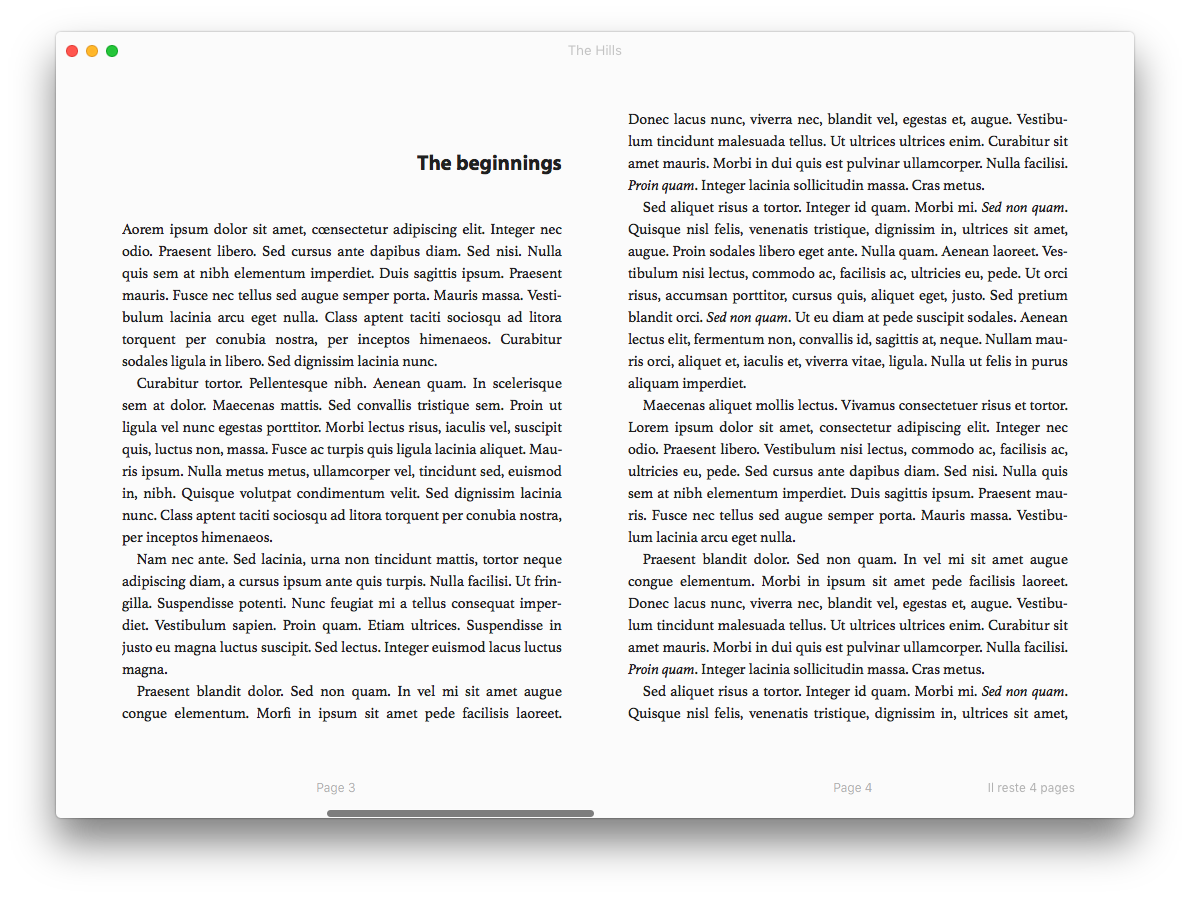 The Hills
The beginnings
Aorem ipsum dolor sit amet, cœnsectetur adipiscing elit. Integer nec
odio. Praesent libero. Sed cursus ante dapibus diam. Sed nisi. Nulla
quis sem at nibh elementum imperdiet. Duis sagittis ipsum. Praesent
mauris. Fusce nec tellus sed augue semper porta. Mauris massa. Vesti-
bulum lacinia arcu eget nulla. Class aptent taciti sociosqu ad litora
torquent per conubia nostra, per inceptos himenaeos. Curabitur
sodales ligula in libero. Sed dignissim lacinia nunc.
Curabitur tortor. Pellentesque nibh. Aenean quam. In scelerisque
sem at dolor. Maecenas mattis. Sed convallis tristique sem. Proin ut
ligula vel nunc egestas porttitor. Morbi lectus risus, iaculis vel, suscipit
quis, luctus non, massa. Fusce ac turpis quis ligula lacinia aliquet. Mau-
ris ipsum. Nulla metus metus, ullamcorper vel, tincidunt sed, euismod
in, nibh. Quisque volutpat condimentum velit. Sed dignissim lacinia
nunc. Class aptent taciti sociosqu ad litora torquent per conubia nostra,
per inceptos himenaeos.
Nam nec ante. Sed lacinia, urna non tincidunt mattis, tortor neque
adipiscing diam, a cursus ipsum ante quis turpis. Nulla facilisi. Ut frin-
gilla. Suspendisse potenti. Nunc feugiat mi a tellus consequat imper-
diet. Vestibulum sapien. Proin quam. Etiam ultrices. Suspendisse in
justo eu magna luctus suscipit. Sed lectus. Integer euismod lacus luctus
magna.
Praesent blandit dolor. Sed non quam. In vel mi sit amet augue
congue elementum. Morfi in ipsum sit amet pede facilisis laoreet.
Donec lacus nunc, viverra nec, blandit vel, egestas et, augue. Vestibu-
lum tincidunt malesuada tellus. Ut ultrices ultrices enim. Curabitur sit
amet mauris. Morbi in dui quis est pulvinar ullamcorper. Nulla facilisi.
Proin quam. Integer lacinia sollicitudin massa. Cras metus.
Sed aliquet risus a tortor. Integer id quam. Morbi mi. Sed non quam.
Quisque nisl felis, venenatis tristique, dignissim in, ultrices sit amet,
augue. Proin sodales libero eget ante. Nulla quam. Aenean laoreet. Ves-
tibulum nisi lectus, commodo ac, facilisis ac, ultricies eu, pede. Ut orci
risus, accumsan porttitor, cursus quis, aliquet eget, justo. Sed pretium
blandit orci. Sed non quam. Ut eu diam at pede suscipit sodales. Aenean
lectus elit, fermentum non, convallis id, sagittis at, neque. Nullam mau-
ris orci, aliquet et, iaculis et, viverra vitae, ligula. Nulla ut felis in purus
aliquam imperdiet.
Maecenas aliquet mollis lectus. Vivamus consectetuer risus et tortor.
Lorem ipsum dolor sit amet, consectetur adipiscing elit. Integer nec
odio. Praesent libero. Vestibulum nisi lectus, commodo ac, facilisis ac,
ultricies eu, pede. Sed cursus ante dapibus diam. Sed nisi. Nulla quis
sem at nibh elementum imperdiet. Duis sagittis ipsum. Praesent mau-
ris. Fusce nec tellus sed augue semper porta. Mauris massa. Vestibu-
lum lacinia arcu eget nulla.
Praesent blandit dolor. Sed non quam. In vel mi sit amet augue
congue elementum. Morbi in ipsum sit amet pede facilisis laoreet.
Donec lacus nunc, viverra nec, blandit vel, egestas et, augue. Vestibu-
lum tincidunt malesuada tellus. Ut ultrices ultrices enim. Curabitur sit
amet mauris. Morbi in dui quis est pulvinar ullamcorper. Nulla facilisi.
Proin quam. Integer lacinia sollicitudin massa. Cras metus.
Sed aliquet risus a tortor. Integer id quam. Morbi mi. Sed non quam.
Quisque nisl felis, venenatis tristique, dignissim in, ultrices sit amet,
Page 3
Page 4
Il reste 4 pages